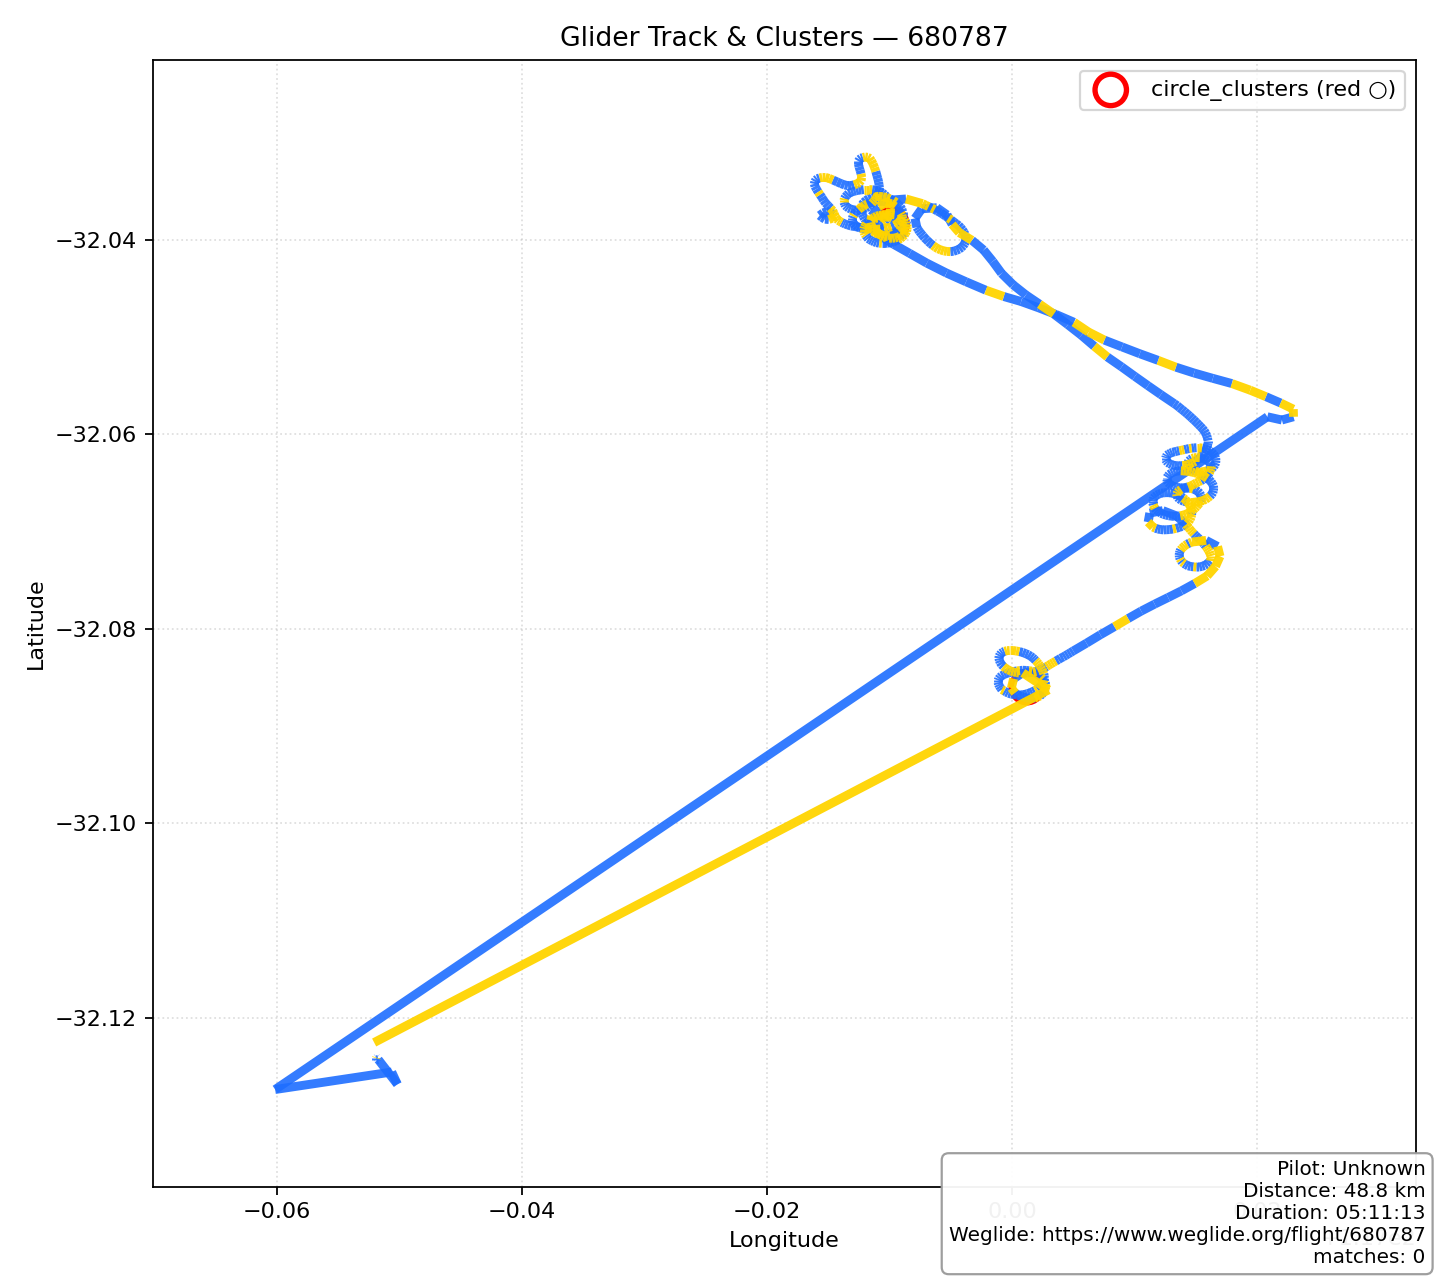 Glider Track & Clusters — 680787
circle_clusters (red ○)
−32.04
−32.06
−32.08
−32.10
−32.12
Latitude
−0.06
−0.04
−0.02
0.00
Longitude
Pilot: Unknown
Distance: 48.8 km
Duration: 05:11:13
Weglide: https://www.weglide.org/flight/680787
matches: 0